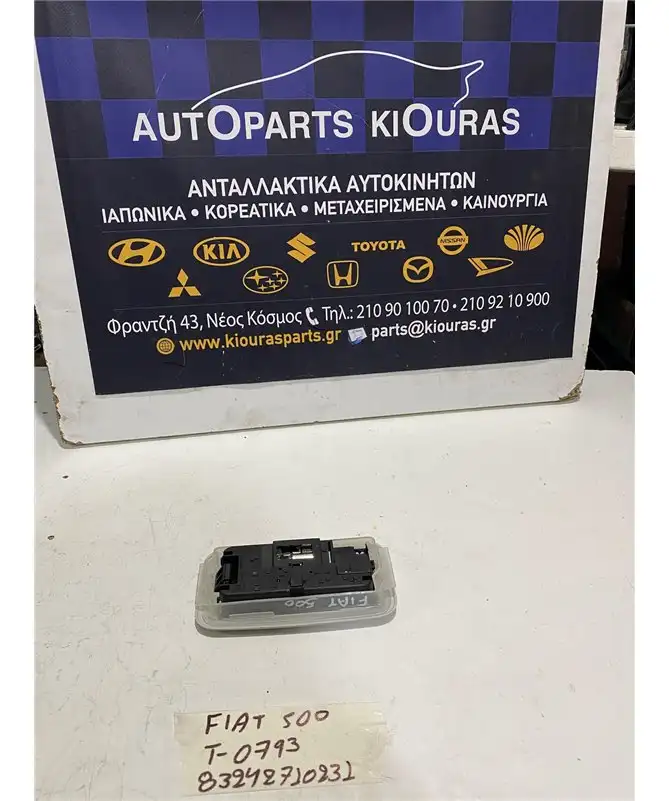 AUTOPARTS KIOURAS
ΑΝΤΑΛΛΑΚΤΙΚΑ ΑΥΤΟΚΙΝΗΤΩΝ
ΙΑΠΩΝΙΚΑ • ΚΟΡΕΑΤΙΚΑ • ΜΕΤΑΧΕΙΡΙΣΜΕΝΑ • ΚΑΙΝΟΥΡΓΙΑ
KIA TOYOTA NISSAN
Φραντζή 43, Νέος Κόσμος Τηλ.: 210 90 100 70 • 210 92 10 900
www.kiourasparts.gr parts@kiouras.gr
FIAT 500
FIAT 500
T-0793
83248710231